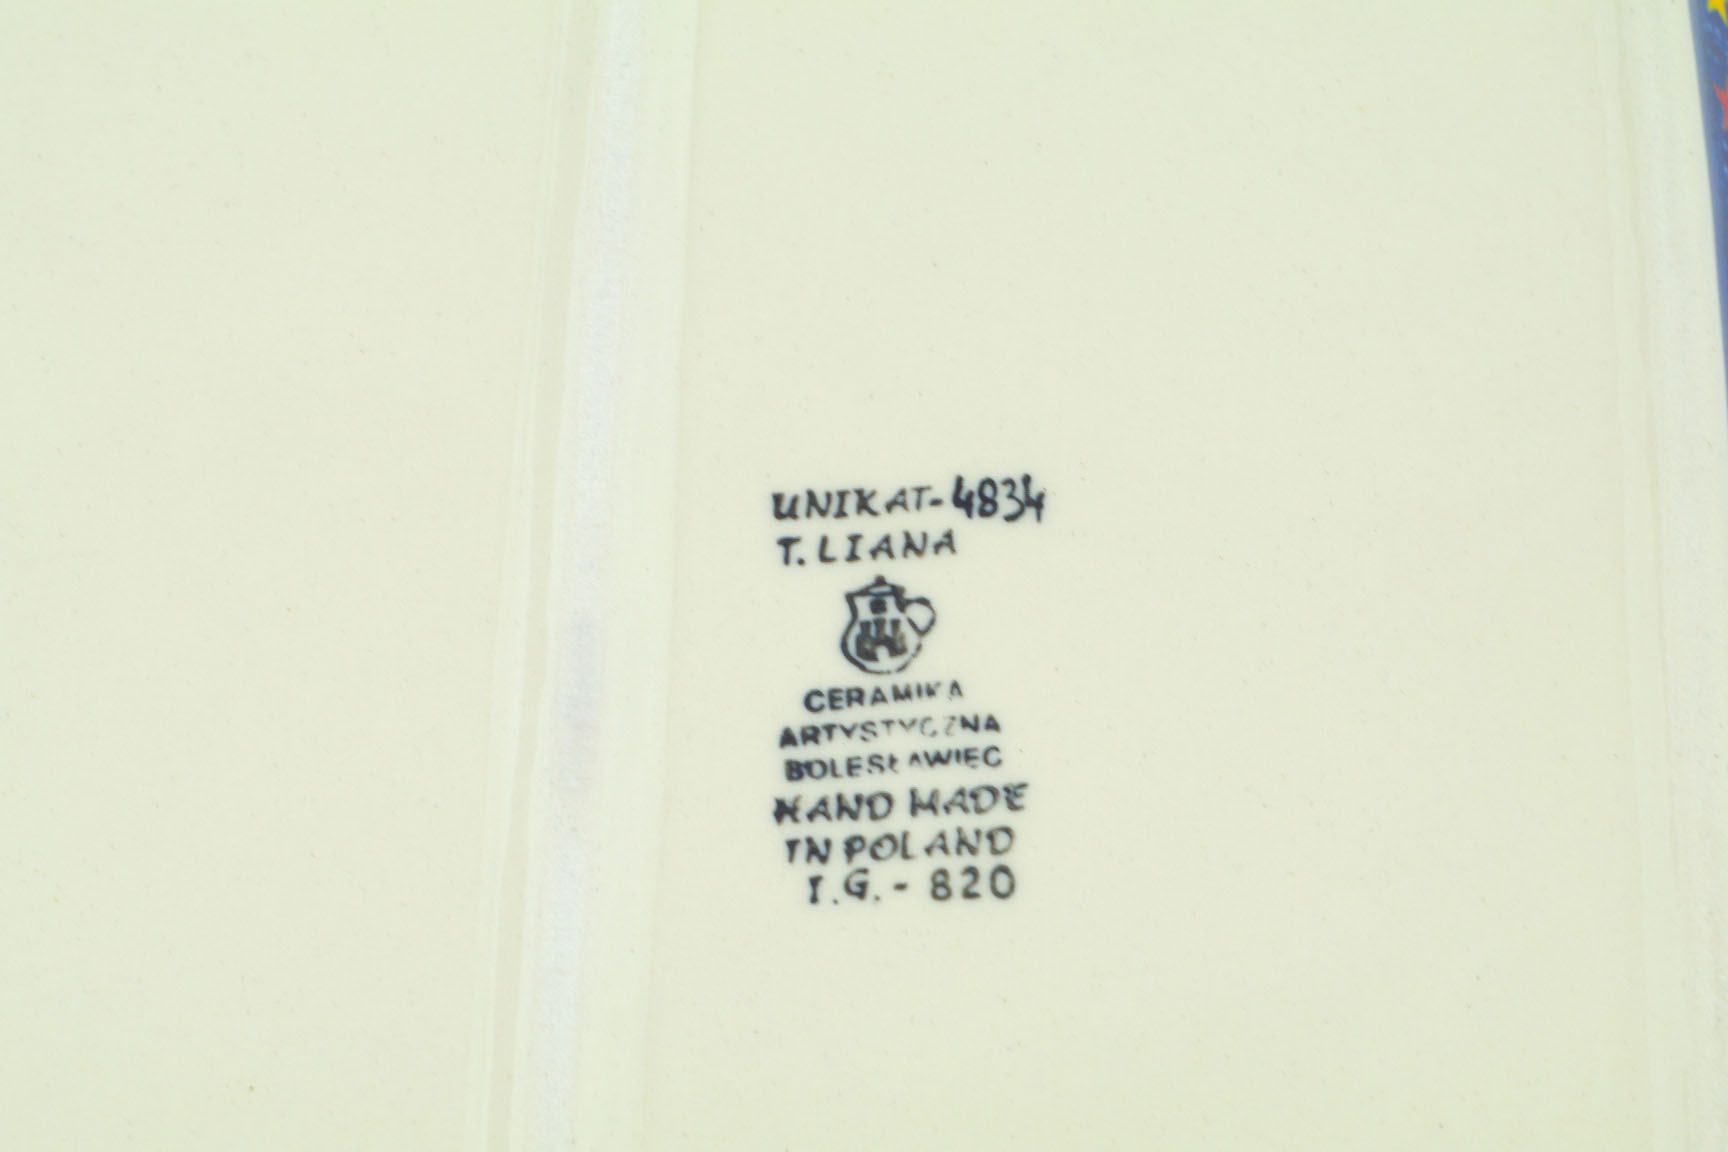 UNIKAT-4834
T. LIANA
CERAMIKA
ARTYSTYCZNA
BOLESŁAWIEC
HAND MADE
IN POLAND
I.G.- 820